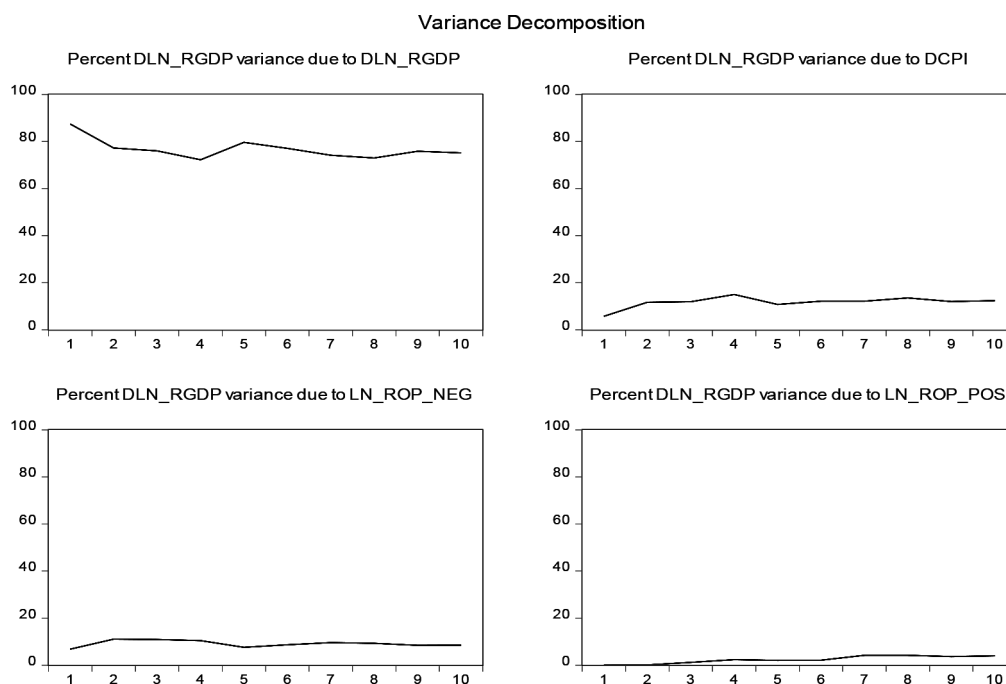 Variance Decomposition
Percent DLN_RGDP variance due to DLN_RGDP
100
80
60
40
20
0
1 2 3 4 5 6 7 8 9 10
Percent DLN_RGDP variance due to DCPI
100
80
60
40
20
0
1 2 3 4 5 6 7 8 9 10
Percent DLN_RGDP variance due to LN_ROP_NEG
100
80
60
40
20
0
1 2 3 4 5 6 7 8 9 10
Percent DLN_RGDP variance due to LN_ROP_POS
100
80
60
40
20
0
1 2 3 4 5 6 7 8 9 10